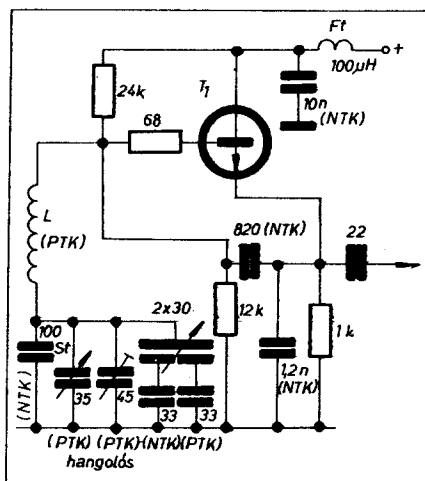 Ft
+
100µH
24k
T1
10n
(NTK)
68
L
(PTK)
820 (NTK)
22
2x30
12k
1k
100
St
(NTK)
35
45
33
33
1,2n
(NTK)
(PTK) (PTK) (NTK) (PTK)
hangolós